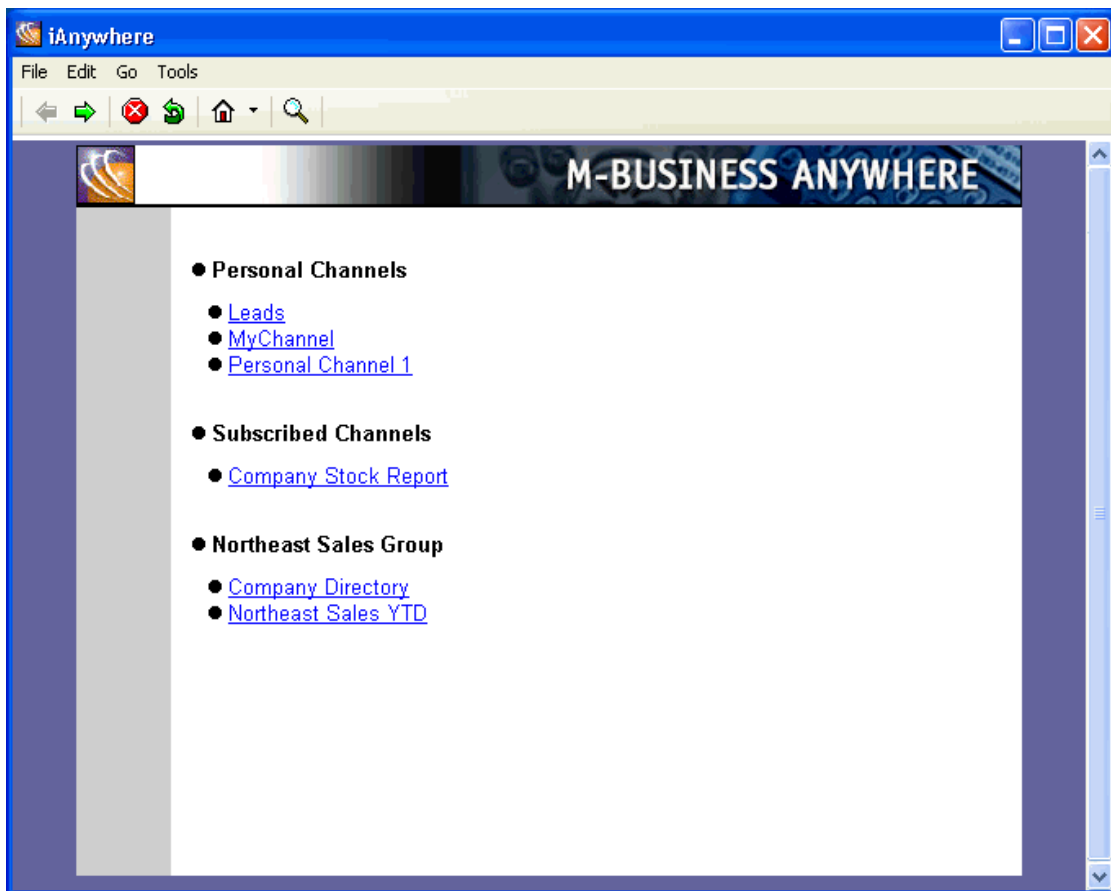 iAnywhere
File Edit Go Tools
M-BUSINESS ANYWHERE
Personal Channels
Leads
MyChannel
Personal Channel 1
Subscribed Channels
Company Stock Report
Northeast Sales Group
Company Directory
Northeast Sales YTD